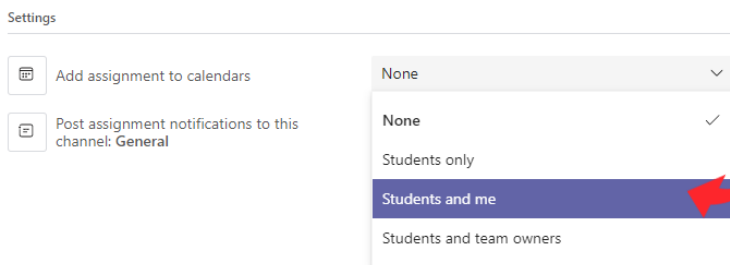 Settings
Add assignment to calendars
None
Post assignment notifications to this
channel: General
None
Students only
Students and me
Students and team owners